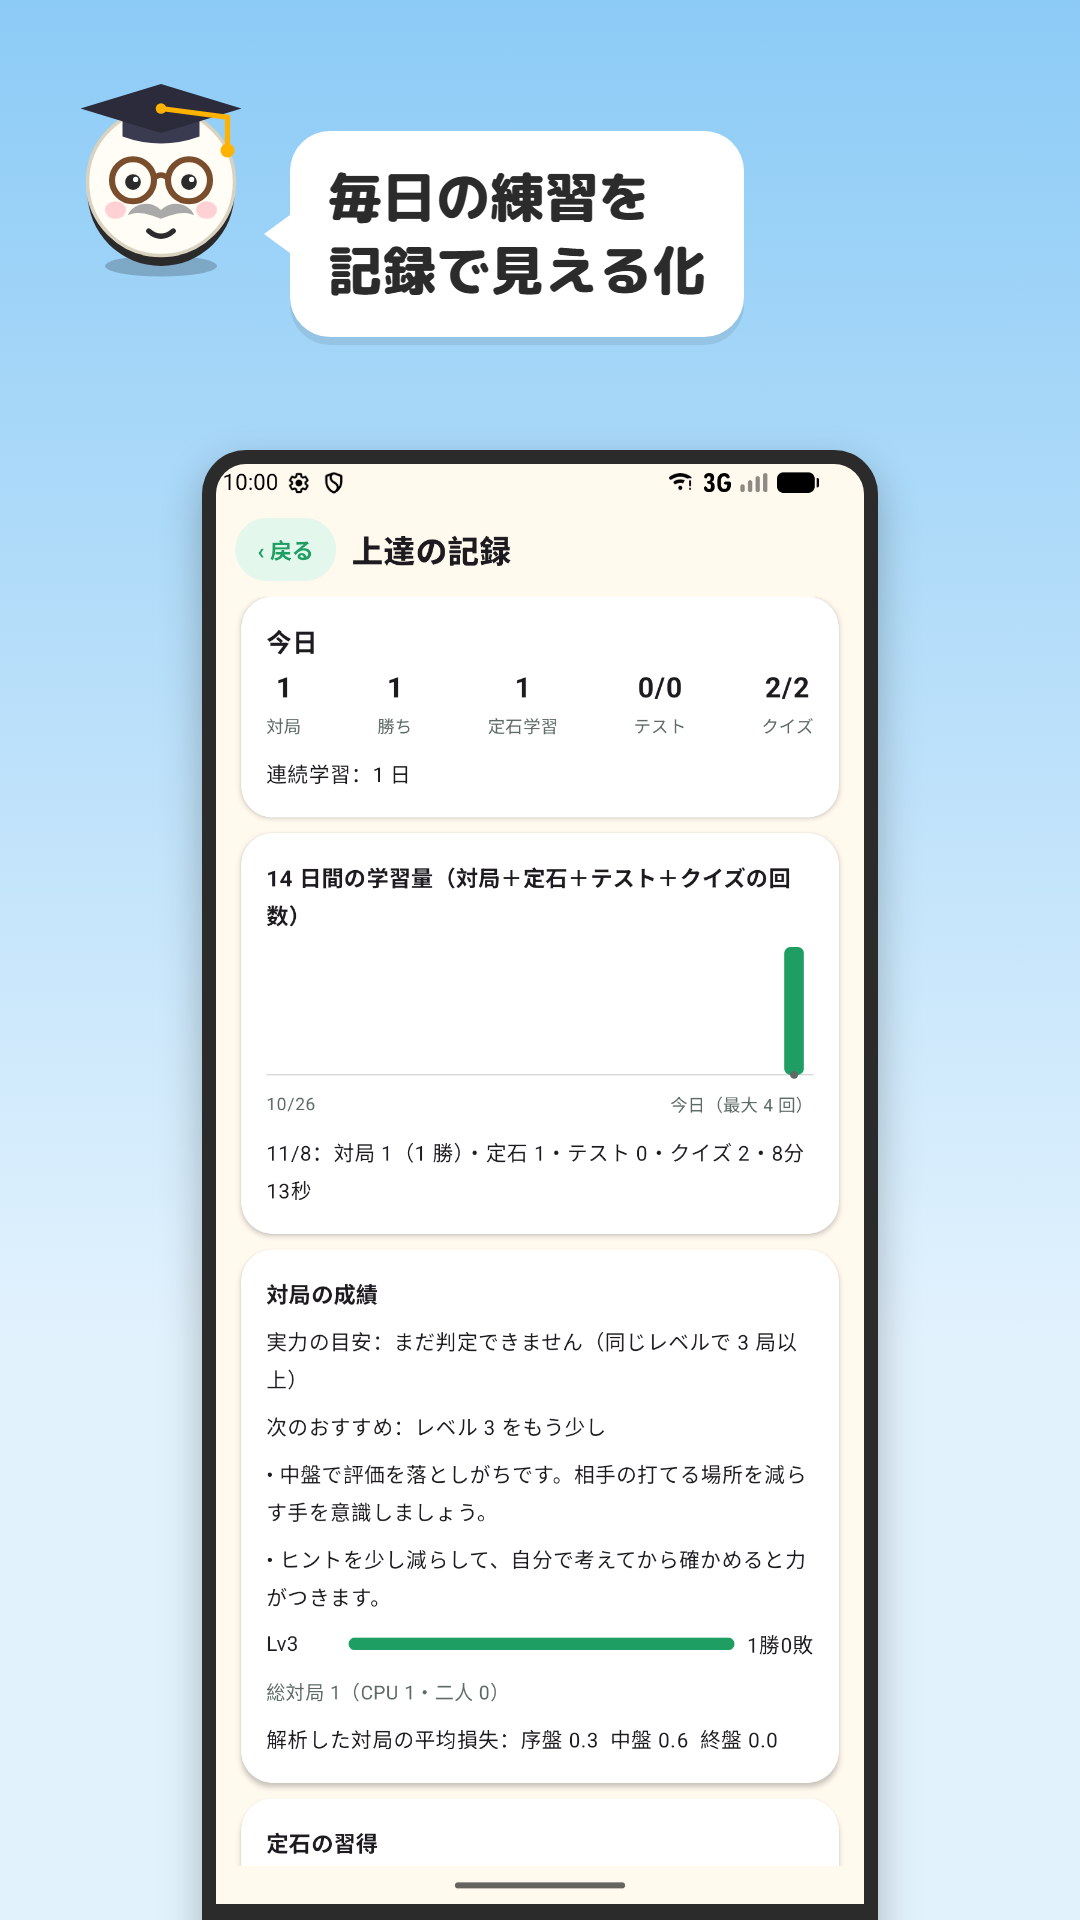 毎日の練習を
記録で見える化
10:00 3G
‹ 戻る 上達の記録
今日
1 1 1 0/0 2/2
対局 勝ち 定石学習 テスト クイズ
連続学習：1 日
14 日間の学習量（対局＋定石＋テスト＋クイズの回
数）
10/26 今日（最大 4 回）
11/8：対局 1（1 勝）・定石 1・テスト 0・クイズ 2・8分
13秒
対局の成績
実力の目安：まだ判定できません（同じレベルで 3 局以
上）
次のおすすめ：レベル 3 をもう少し
・中盤で評価を落としがちです。相手の打てる場所を減ら
す手を意識しましょう。
・ヒントを少し減らして、自分で考えてから確かめると力
がつきます。
Lv3 1勝0敗
総対局 1（CPU 1・二人 0）
解析した対局の平均損失：序盤 0.3 中盤 0.6 終盤 0.0
定石の習得